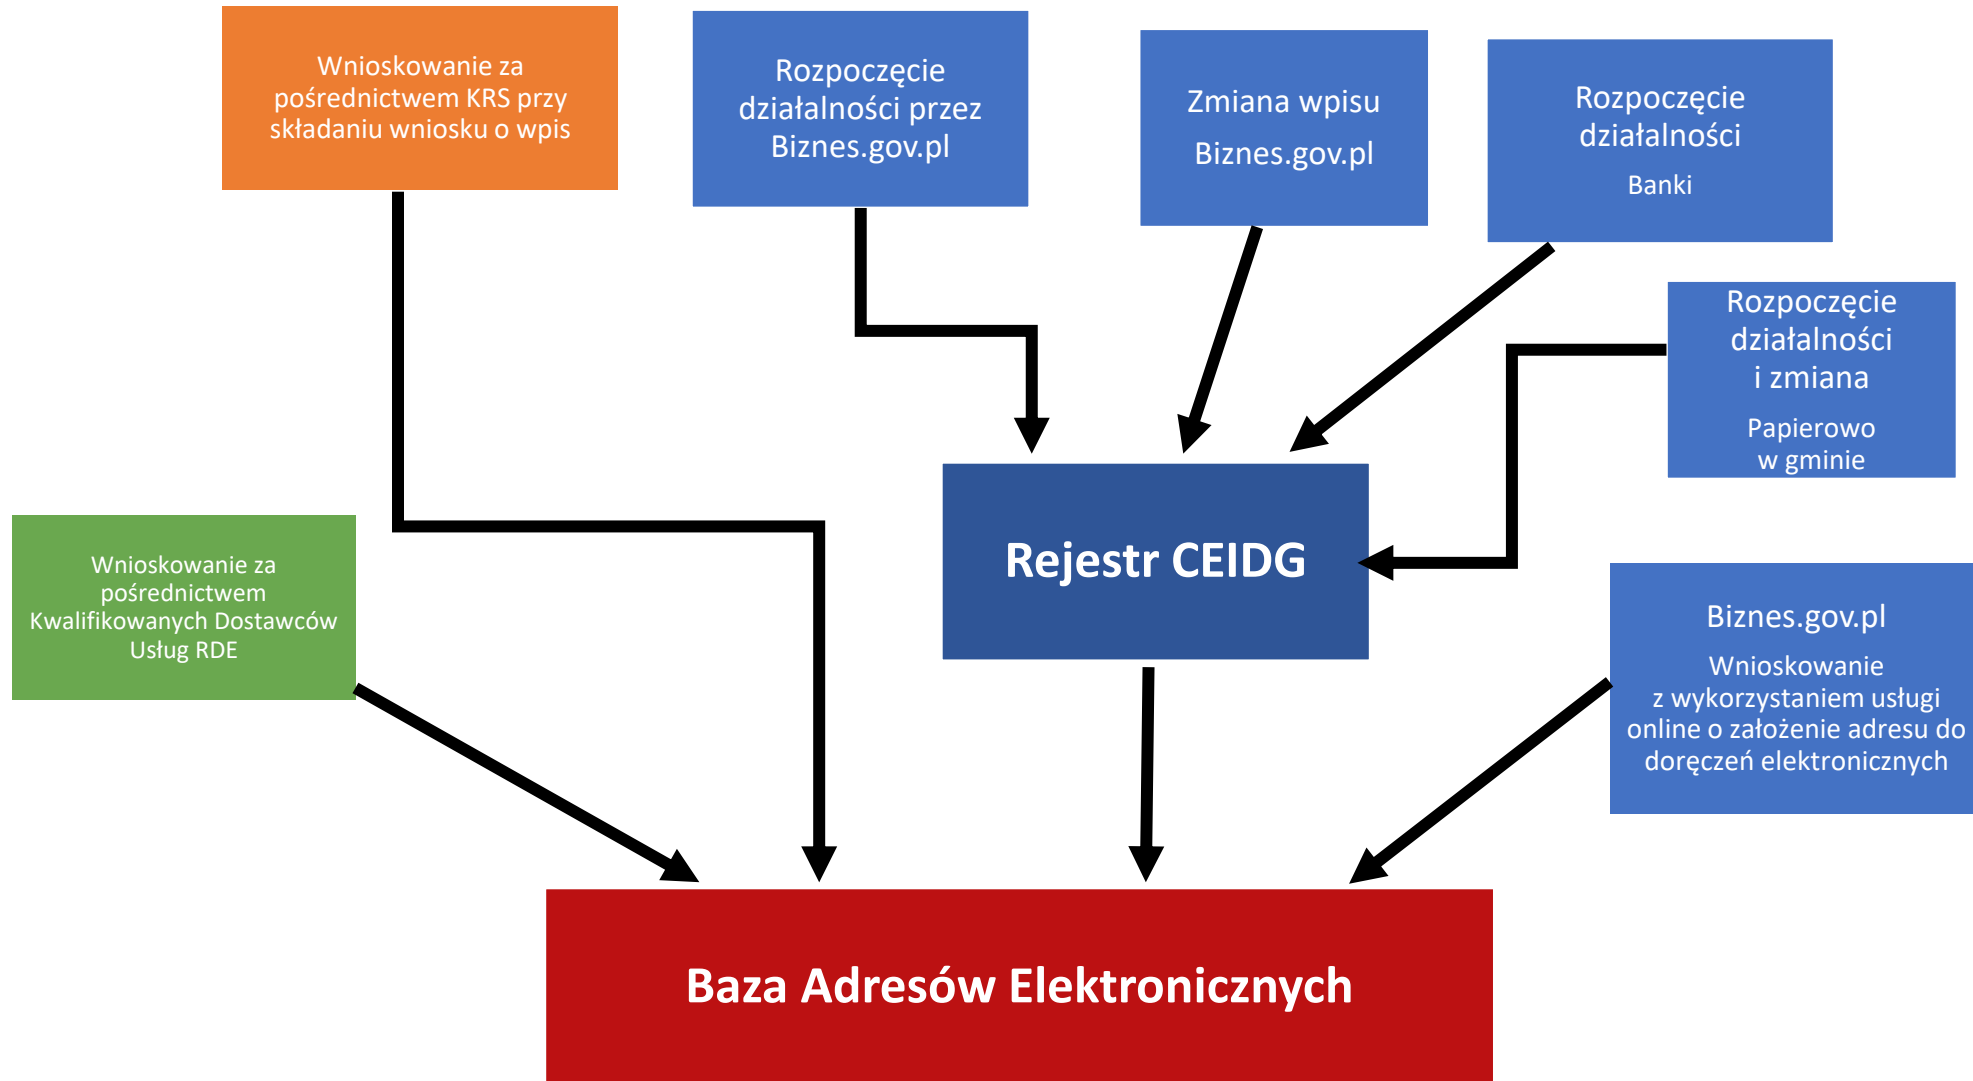 Wnioskowanie za
pośrednictwem KRS przy
składaniu wniosku o wpis
Rozpoczęcie
działalności przez
Biznes.gov.pl
Zmiana wpisu
Biznes.gov.pl
Rozpoczęcie
działalności
Banki
Rozpoczęcie
działalności
i zmiana
Papierowo
w gminie
Rejestr CEIDG
Wnioskowanie za
pośrednictwem
Kwalifikowanych Dostawców
Usług RDE
Biznes.gov.pl
Wnioskowanie
z wykorzystaniem usługi
online o założenie adresu do
doręczeń elektronicznych
Baza Adresów Elektronicznych